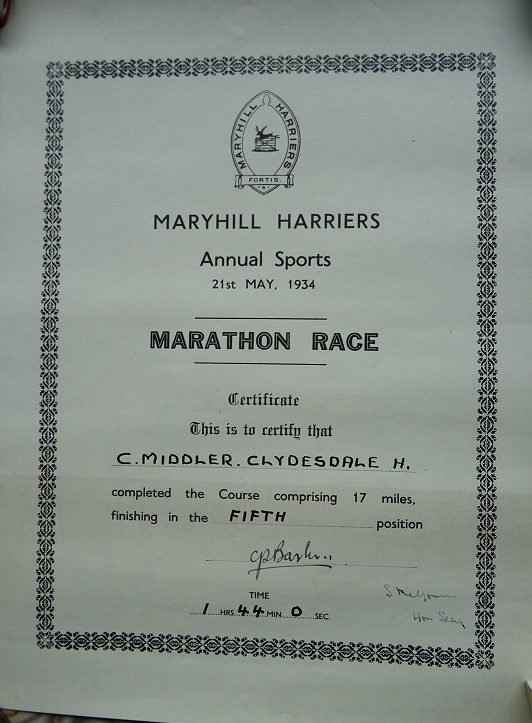 MARYHILL HARRIERS
FORTIS.
MARYHILL HARRIERS
Annual Sports
21st MAY, 1934
MARATHON RACE
Certificate
This is to certify that
C. MIDDLER. CLYDESDALE H.
completed the Course comprising 17 miles,
finishing in the FIFTH position
TIME
1 HRS. 44 MIN. 0 SEC.
Hon Secy